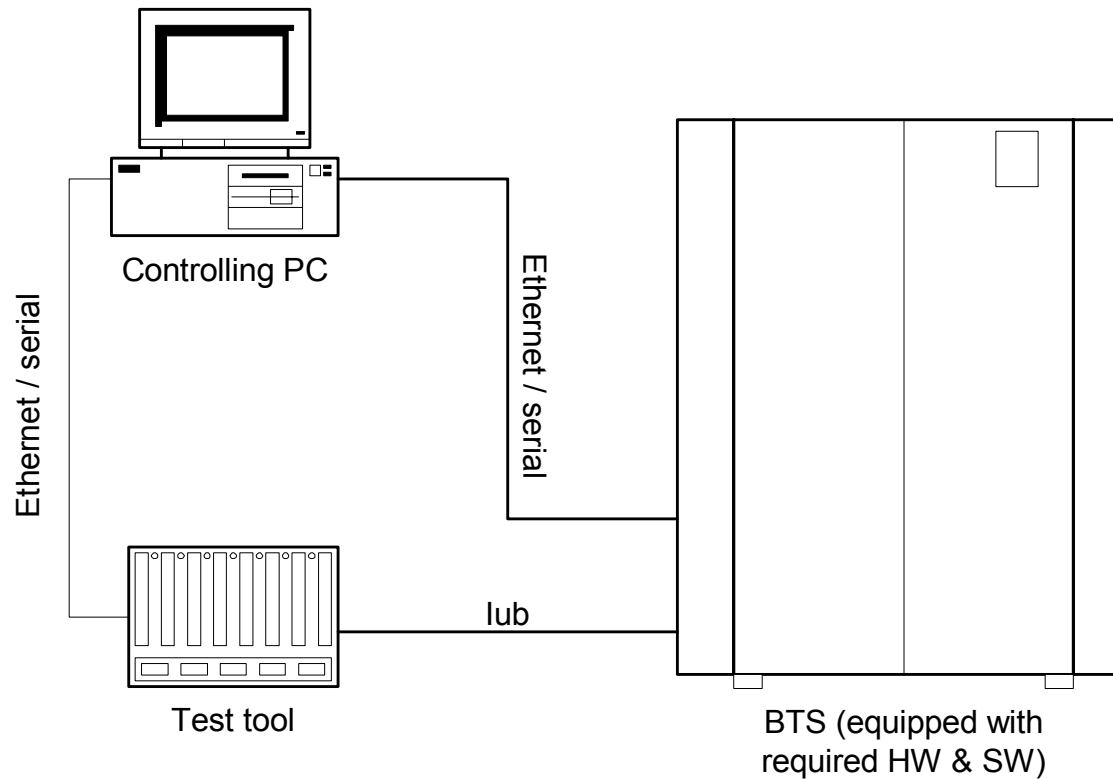 Controlling PC
Ethernet / serial
Ethernet / serial
Iub
Test tool
BTS (equipped with
required HW & SW)